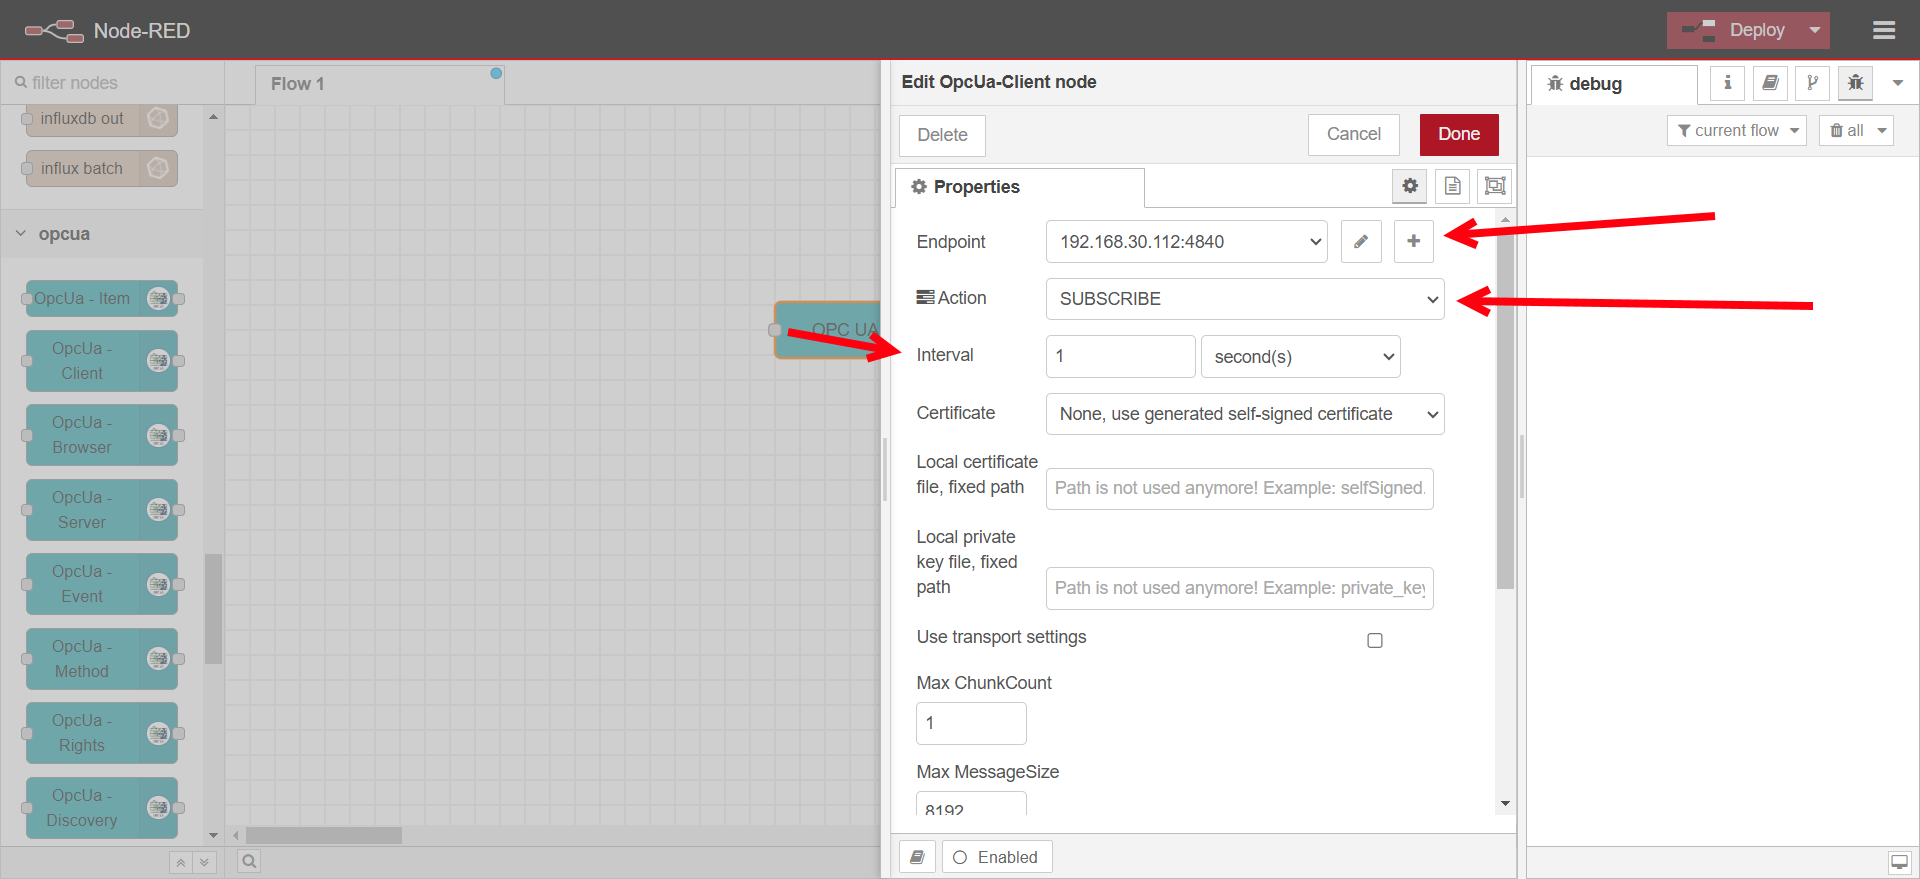 Node-RED
Deploy
filter nodes
influxdb out
influx batch
opcua
OpcUa - Item
OpcUa -
Client
OpcUa -
Browser
OpcUa -
Server
OpcUa -
Event
OpcUa -
Method
OpcUa -
Rights
OpcUa -
Discovery
Flow 1
OPC UA
Edit OpcUa-Client node
Delete
Cancel
Done
Properties
Endpoint
192.168.30.112:4840
Action
SUBSCRIBE
Interval
1
second(s)
Certificate
None, use generated self-signed certificate
Local certificate
file, fixed path
Path is not used anymore! Example: selfSigned.
Local private
key file, fixed
path
Path is not used anymore! Example: private_key
Use transport settings
Max ChunkCount
1
Max MessageSize
8192
Enabled
debug
i
current flow
all